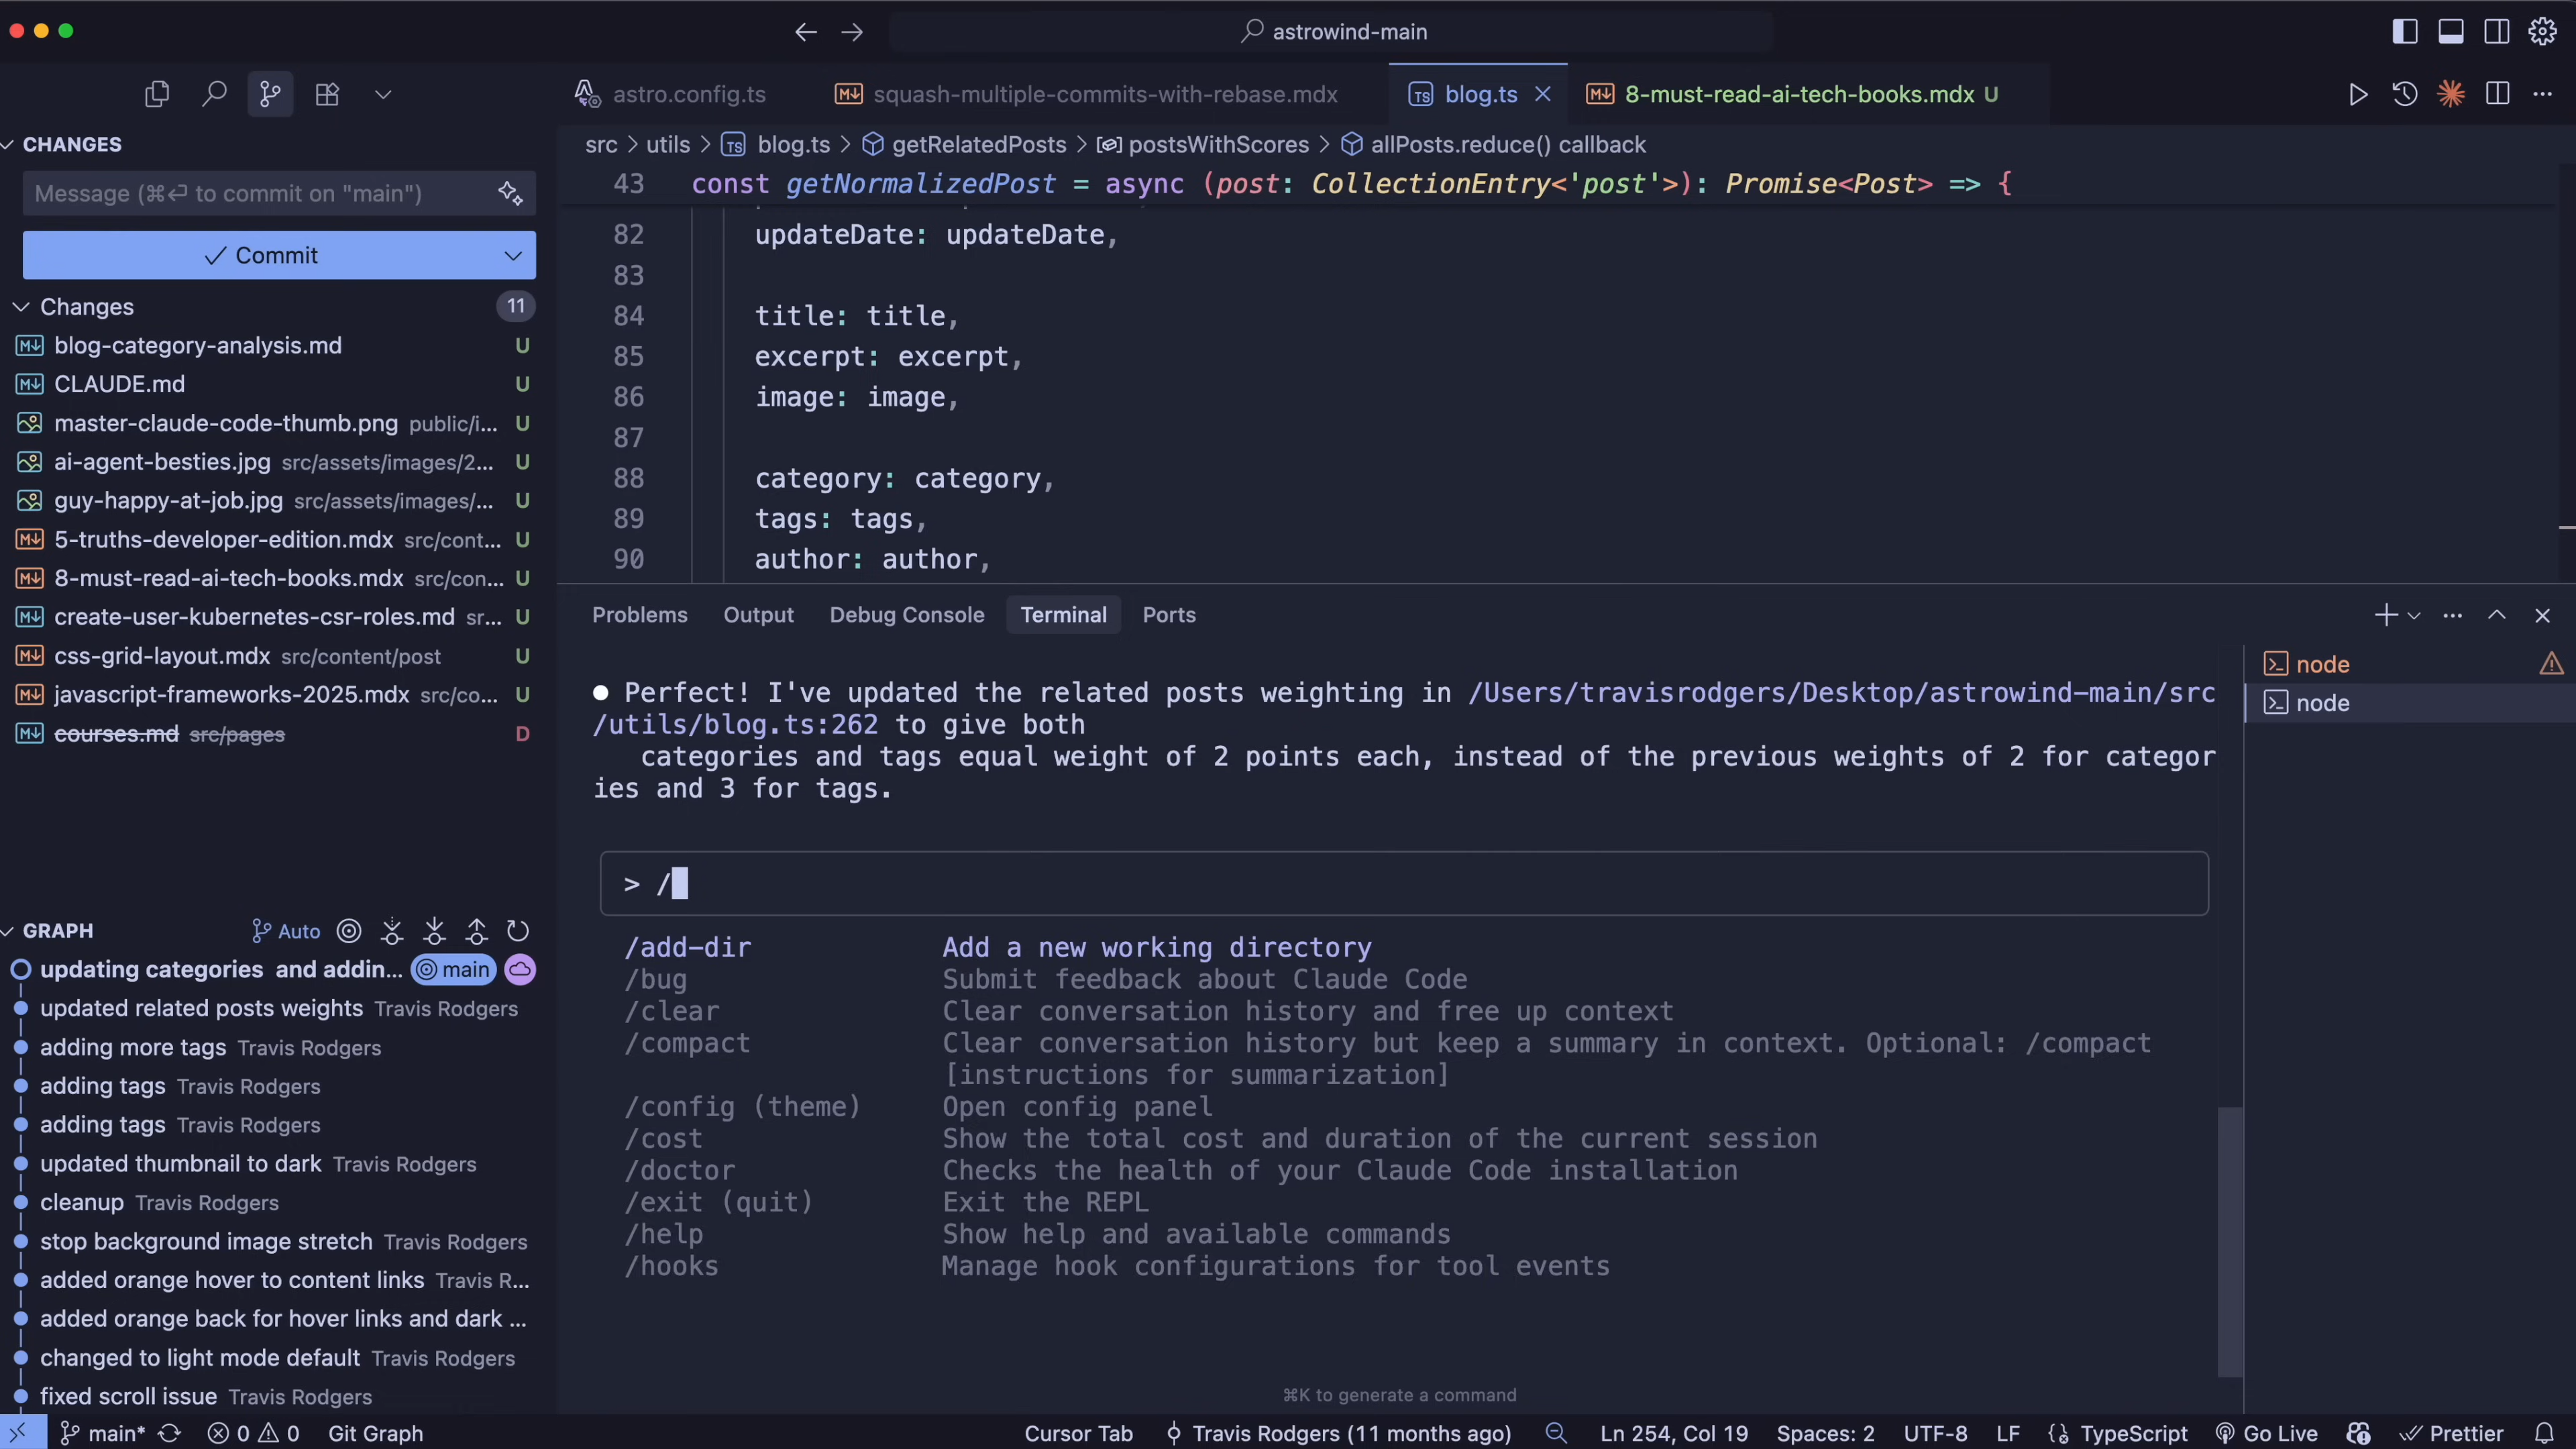 astrowind-main
astro.config.ts
squash-multiple-commits-with-rebase.mdx
TS blog.ts
8-must-read-ai-tech-books.mdx U
CHANGES
Message (⌘⏎ to commit on "main")
Commit
Changes 11
blog-category-analysis.md U
CLAUDE.md U
master-claude-code-thumb.png public/i... U
ai-agent-besties.jpg src/assets/images/2... U
guy-happy-at-job.jpg src/assets/images/... U
5-truths-developer-edition.mdx src/cont... U
8-must-read-ai-tech-books.mdx src/con... U
create-user-kubernetes-csr-roles.md sr... U
css-grid-layout.mdx src/content/post U
javascript-frameworks-2025.mdx src/co... U
courses.md src/pages D
GRAPH Auto
updating categories and addin... main
updated related posts weights Travis Rodgers
adding more tags Travis Rodgers
adding tags Travis Rodgers
adding tags Travis Rodgers
updated thumbnail to dark Travis Rodgers
cleanup Travis Rodgers
stop background image stretch Travis Rodgers
added orange hover to content links Travis R...
added orange back for hover links and dark ...
changed to light mode default Travis Rodgers
fixed scroll issue Travis Rodgers
src > utils > TS blog.ts > getRelatedPosts > postsWithScores > allPosts.reduce() callback
43 const getNormalizedPost = async (post: CollectionEntry<'post'>): Promise<Post> => {
82 updateDate: updateDate,
83
84 title: title,
85 excerpt: excerpt,
86 image: image,
87
88 category: category,
89 tags: tags,
90 author: author,
Problems Output Debug Console Terminal Ports
node
node
Perfect! I've updated the related posts weighting in /Users/travisrodgers/Desktop/astrowind-main/src
/utils/blog.ts:262 to give both
categories and tags equal weight of 2 points each, instead of the previous weights of 2 for categor
ies and 3 for tags.
> /
/add-dir Add a new working directory
/bug Submit feedback about Claude Code
/clear Clear conversation history and free up context
/compact Clear conversation history but keep a summary in context. Optional: /compact
[instructions for summarization]
/config (theme) Open config panel
/cost Show the total cost and duration of the current session
/doctor Checks the health of your Claude Code installation
/exit (quit) Exit the REPL
/help Show help and available commands
/hooks Manage hook configurations for tool events
⌘K to generate a command
main* 0 0 Git Graph Cursor Tab Travis Rodgers (11 months ago) Ln 254, Col 19 Spaces: 2 UTF-8 LF TypeScript Go Live Prettier